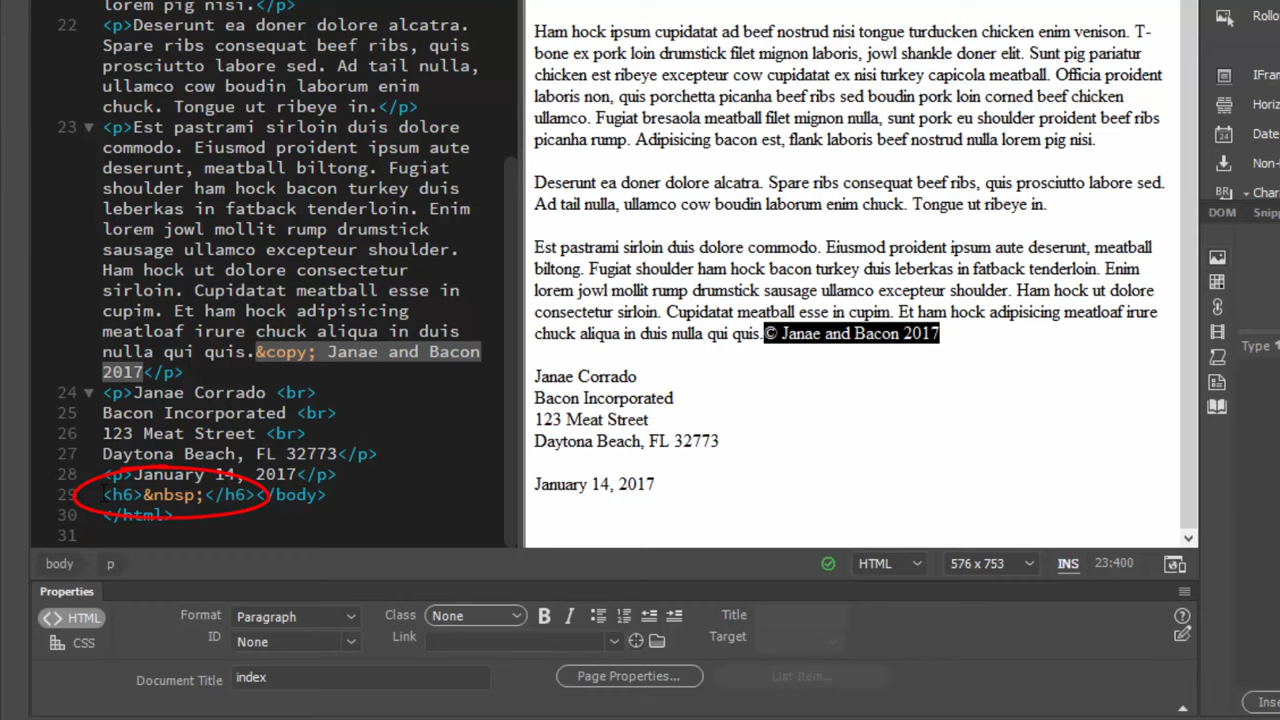 lorem pig nisi.</p>
22 <p>Deserunt ea doner dolore alcatra.
Spare ribs consequat beef ribs, quis
prosciutto labore sed. Ad tail nulla,
ullamco cow boudin laborum enim
chuck. Tongue ut ribeye in.</p>
23 <p>Est pastrami sirloin duis dolore
commodo. Eiusmod proident ipsum aute
deserunt, meatball biltong. Fugiat
shoulder ham hock bacon turkey duis
leberkas in fatback tenderloin. Enim
lorem jowl mollit rump drumstick
sausage ullamco excepteur shoulder.
Ham hock ut dolore consectetur
sirloin. Cupidatat meatball esse in
cupim. Et ham hock adipisicing
meatloaf irure chuck aliqua in duis
nulla qui quis.&copy; Janae and Bacon
2017</p>
24 <p>Janae Corrado <br>
25 Bacon Incorporated <br>
26 123 Meat Street <br>
27 Daytona Beach, FL 32773</p>
28 <p>January 14, 2017</p>
29 <h6>&nbsp;</h6></body>
30 </html>
31
Ham hock ipsum cupidatat ad beef nostrud nisi tongue turducken chicken enim venison. T-
bone ex pork loin drumstick filet mignon laboris, jowl shankle doner elit. Sunt pig pariatur
chicken est ribeye excepteur cow cupidatat ex nisi turkey capicola meatball. Officia proident
laboris non, quis porchetta picanha beef ribs sed boudin pork loin corned beef chicken
ullamco. Fugiat bresaola meatball filet mignon nulla, sunt pork eu shoulder proident beef ribs
picanha rump. Adipisicing bacon est, flank laboris beef nostrud nulla lorem pig nisi.
Deserunt ea doner dolore alcatra. Spare ribs consequat beef ribs, quis prosciutto labore sed.
Ad tail nulla, ullamco cow boudin laborum enim chuck. Tongue ut ribeye in.
Est pastrami sirloin duis dolore commodo. Eiusmod proident ipsum aute deserunt, meatball
biltong. Fugiat shoulder ham hock bacon turkey duis leberkas in fatback tenderloin. Enim
lorem jowl mollit rump drumstick sausage ullamco excepteur shoulder. Ham hock ut dolore
consectetur sirloin. Cupidatat meatball esse in cupim. Et ham hock adipisicing meatloaf irure
chuck aliqua in duis nulla qui quis.© Janae and Bacon 2017
Janae Corrado
Bacon Incorporated
123 Meat Street
Daytona Beach, FL 32773
January 14, 2017
Rollo
IFram
Horiz
Date
Non-
BR Char
DOM Snipp
Type
Inse
body p
HTML 576 x 753 INS 23:400
Properties
HTML Format Paragraph Class None B I Title
CSS ID None Link Target
Document Title index Page Properties... List Item...